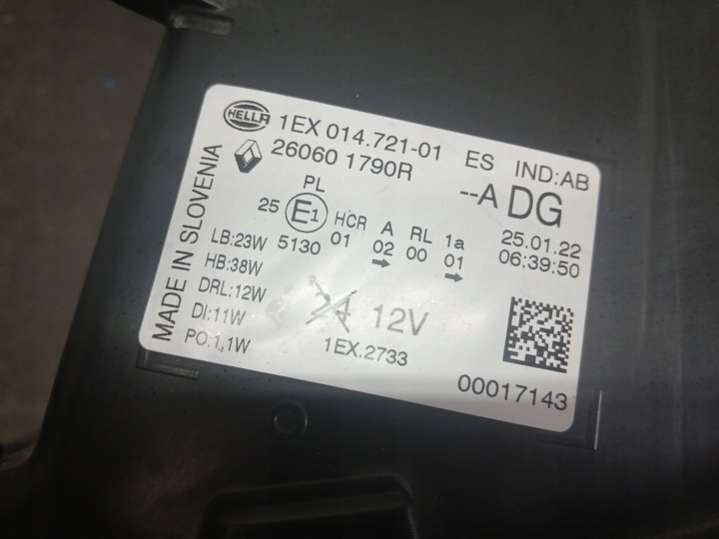 HELLA 1EX 014.721-01 ES IND:AB
26060 1790R
--A DG
MADE IN SLOVENIA
PL
25 E1 HCR A RL 1a
5130 01 02 00 01
25.01.22
06:39:50
LB:23W
HB:38W
DRL:12W
DI:11W
PO:1,1W
24 12V
1EX.2733
00017143